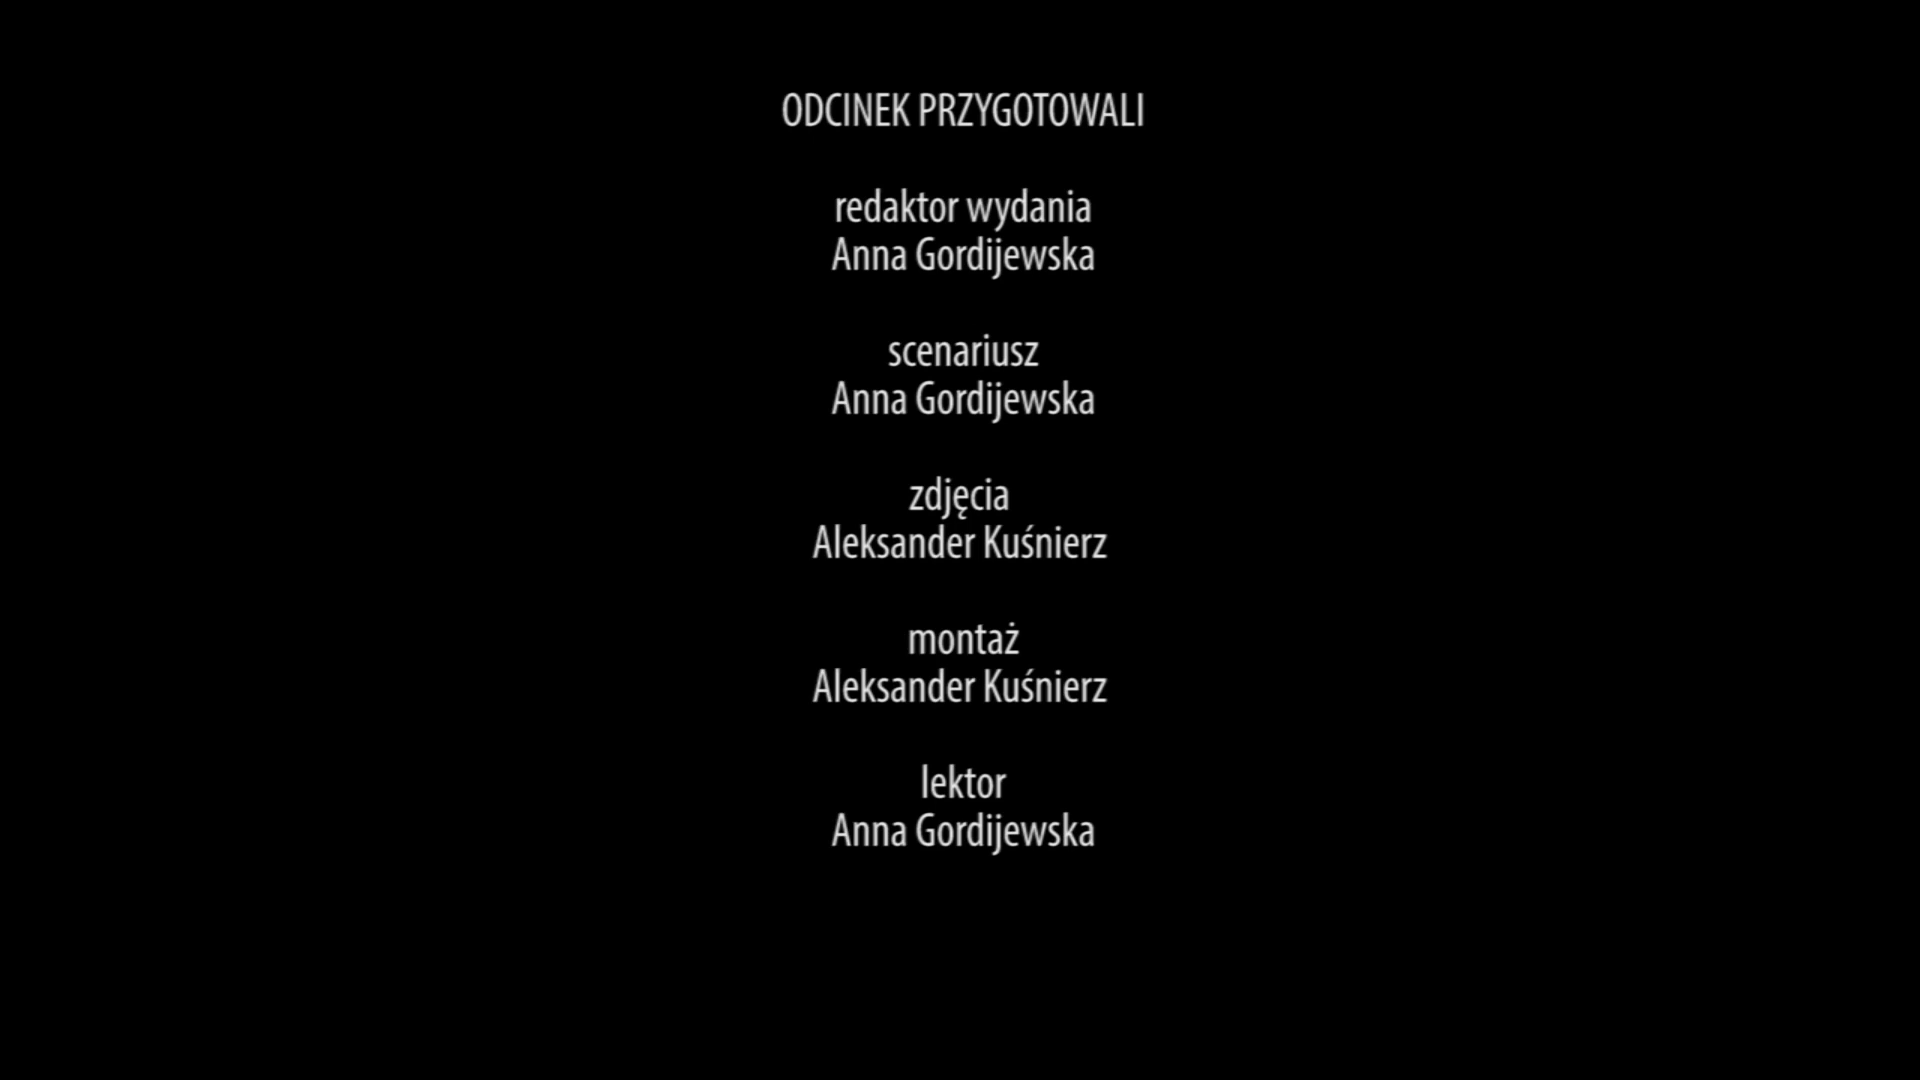 ODCINEK PRZYGOTOWALI
redaktor wydania
Anna Gordijewska
scenariusz
Anna Gordijewska
zdjęcia
Aleksander Kuśnierz
montaż
Aleksander Kuśnierz
lektor
Anna Gordijewska